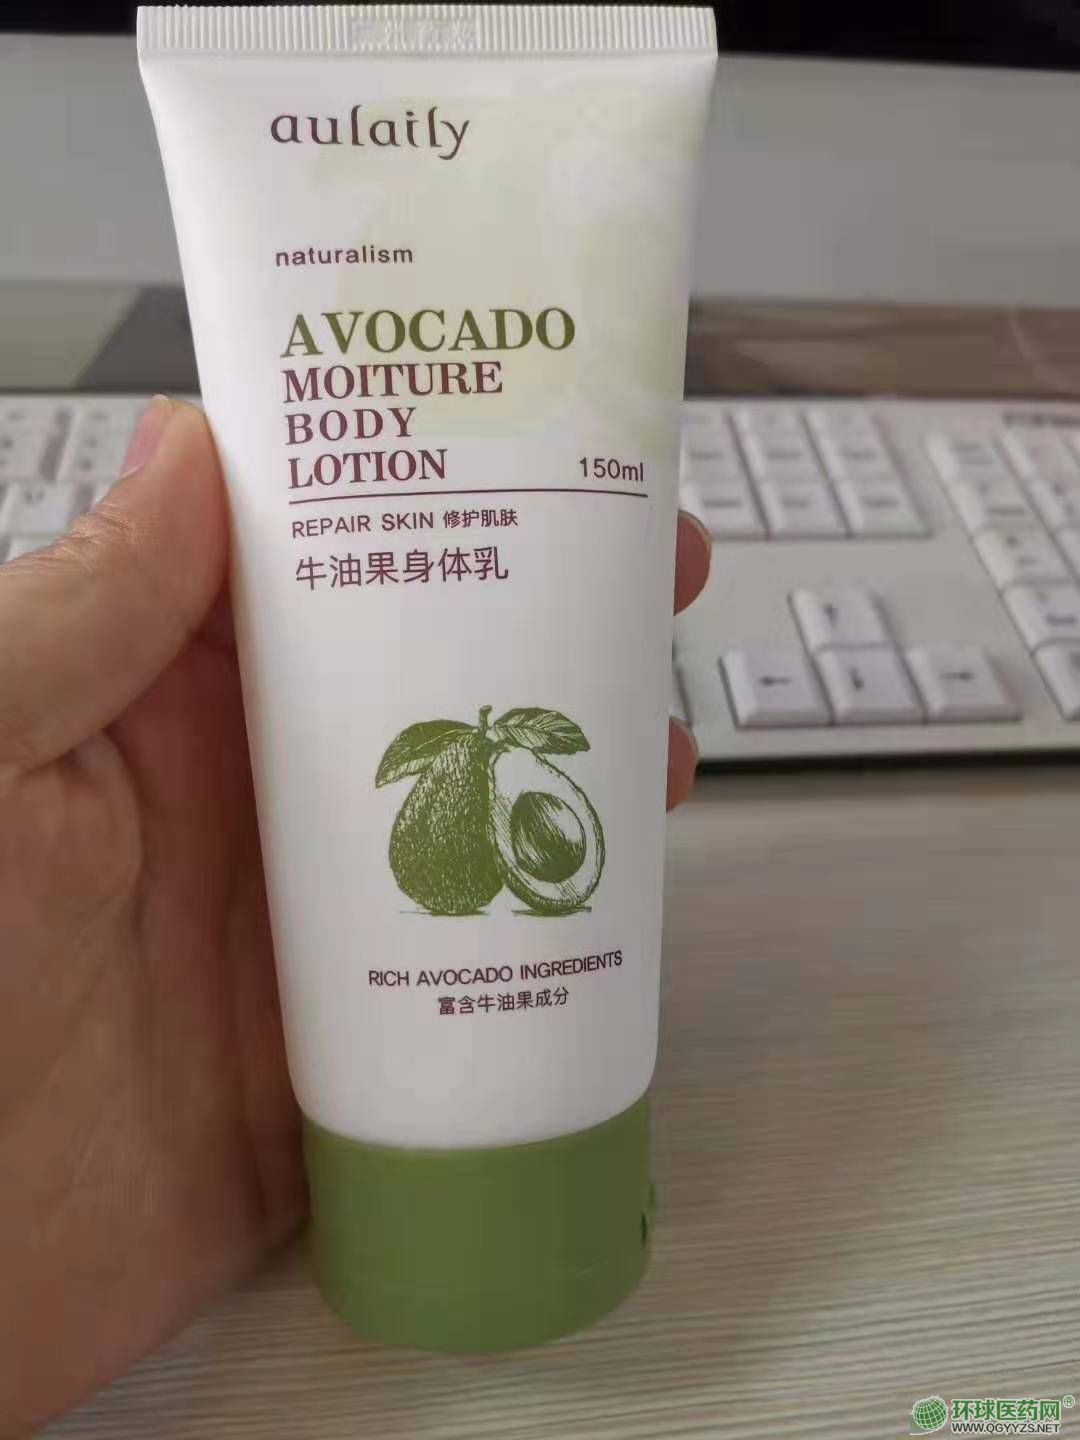 aulaily
naturalism
AVOCADO
MOITURE
BODY
LOTION
150ml
REPAIR SKIN 修护肌肤
牛油果身体乳
RICH AVOCADO INGREDIENTS
富含牛油果成分
环球医药网®
WWW.QGYYZS.NET